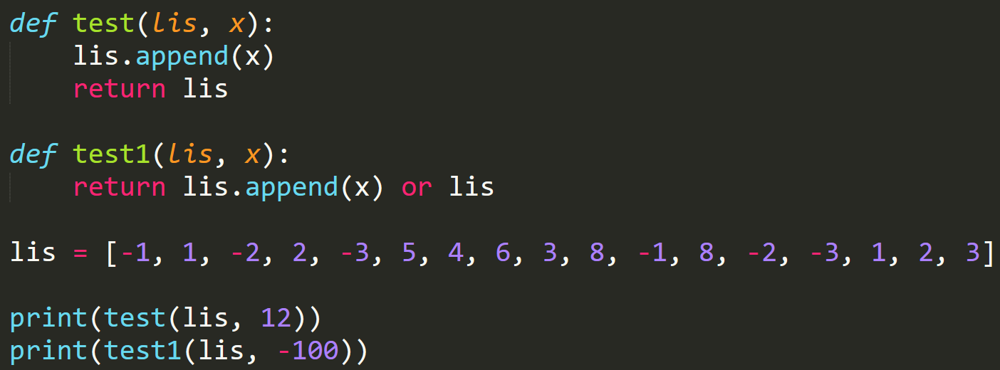 def test(lis, x):
    lis.append(x)
    return lis

def test1(lis, x):
    return lis.append(x) or lis

lis = [-1, 1, -2, 2, -3, 5, 4, 6, 3, 8, -1, 8, -2, -3, 1, 2, 3]

print(test(lis, 12))
print(test1(lis, -100))